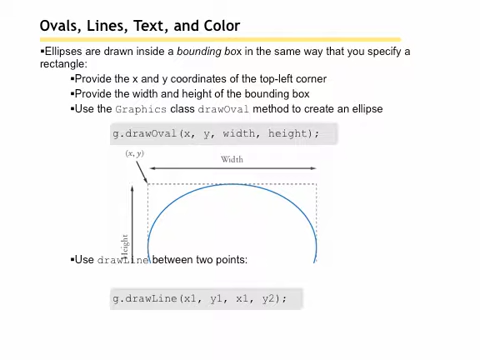 Ovals, Lines, Text, and Color
▪Ellipses are drawn inside a bounding box in the same way that you specify a
rectangle:
▪Provide the x and y coordinates of the top-left corner
▪Provide the width and height of the bounding box
▪Use the Graphics class drawOval method to create an ellipse
g.drawOval(x, y, width, height);
(x, y)
Width
Height
▪Use drawLine between two points:
g.drawLine(x1, y1, x1, y2);